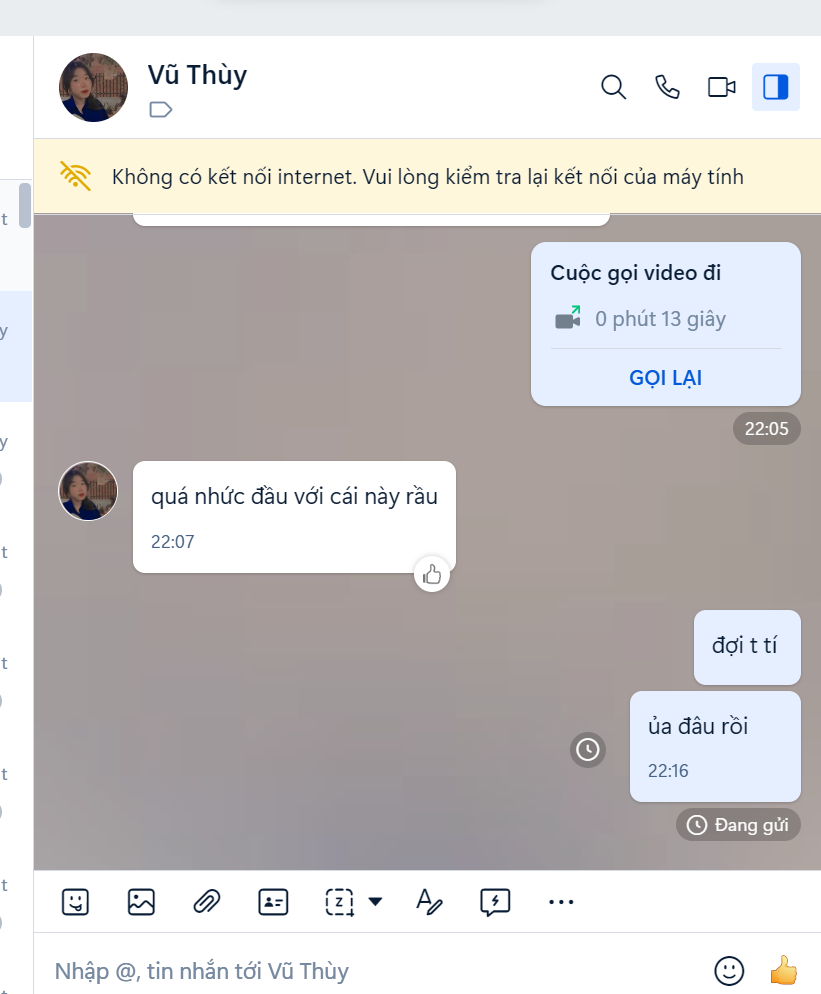 Vũ Thùy
Không có kết nối internet. Vui lòng kiểm tra lại kết nối của máy tính
Cuộc gọi video đi
0 phút 13 giây
GỌI LẠI
22:05
quá nhức đầu với cái này rầu
22:07
đợi t tí
ủa đâu rồi
22:16
Đang gửi
Nhập @, tin nhắn tới Vũ Thùy